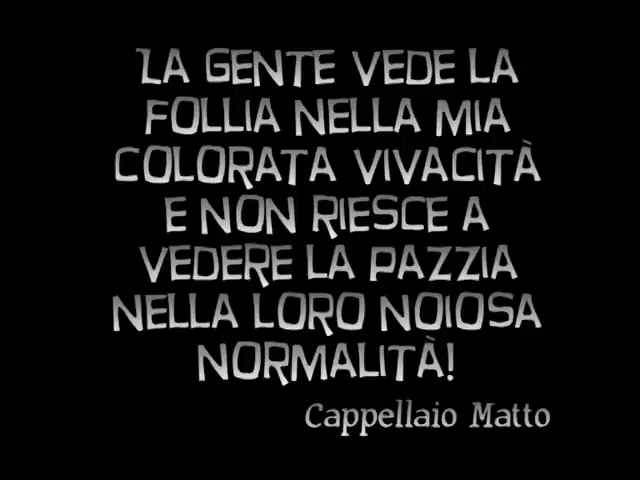 LA GENTE VEDE LA
FOLLIA NELLA MIA
COLORATA VIVACITÀ
E NON RIESCE A
VEDERE LA PAZZIA
NELLA LORO NOIOSA
NORMALITÀ!
Cappellaio Matto